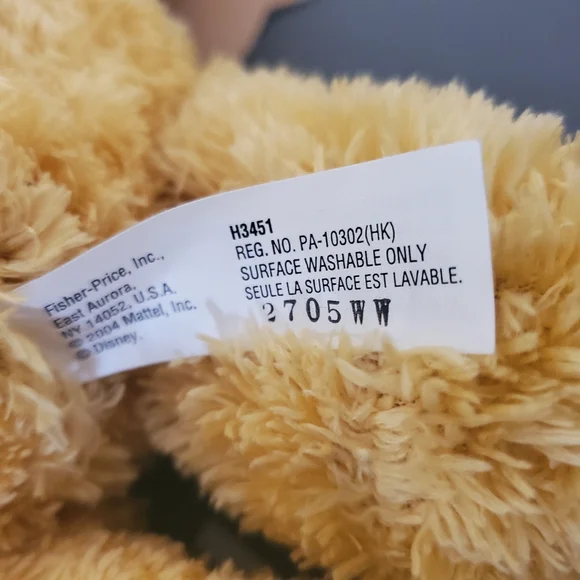 Fisher-Price, Inc.,
East Aurora,
NY 14052, U.S.A.
© 2004 Mattel, Inc.
© Disney.
H3451
REG. NO. PA-10302(HK)
SURFACE WASHABLE ONLY
SEULE LA SURFACE EST LAVABLE.
2705WW